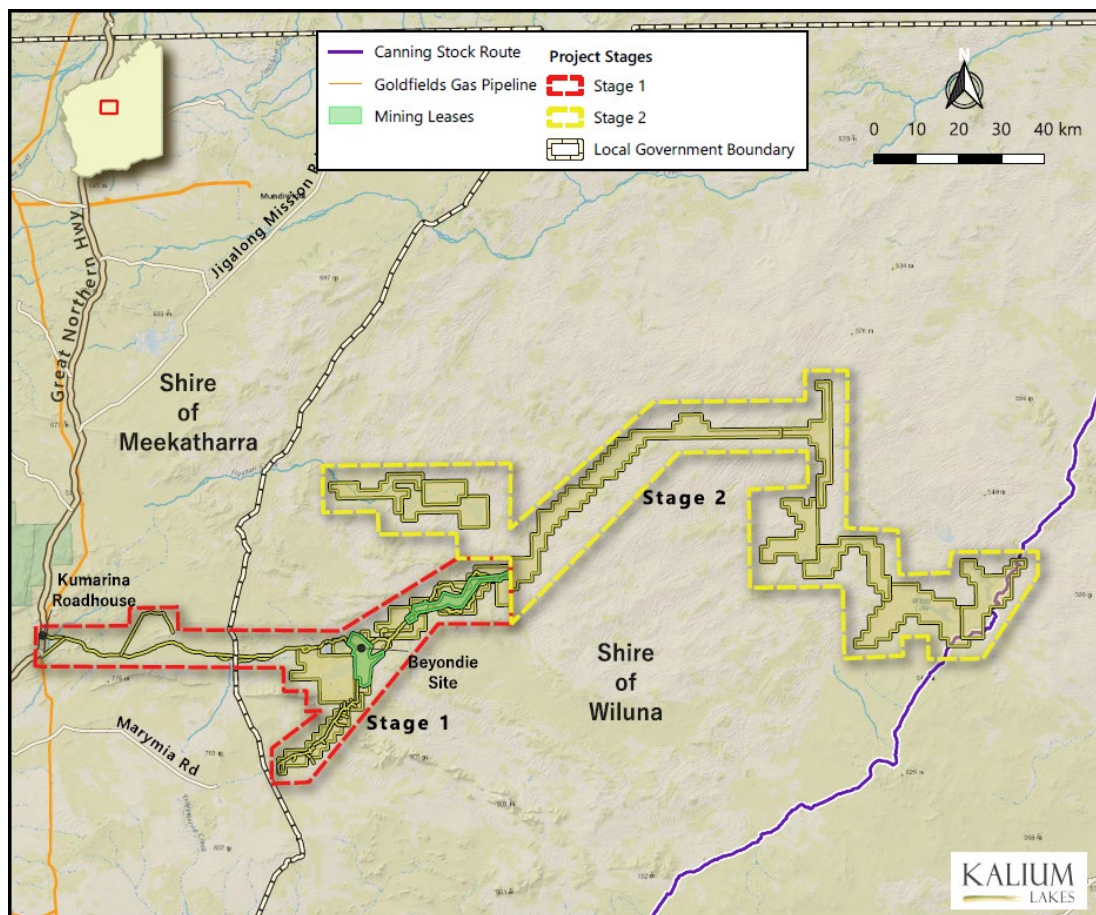 Canning Stock Route
Goldfields Gas Pipeline
Mining Leases
Project Stages
Stage 1
Stage 2
Local Government Boundary
N
0 10 20 30 40 km
Great Northern Hwy
Jigalong Mission R
Shire
of
Meekatharra
Stage 2
Kumarina
Roadhouse
Beyondie
Site
Shire
of
Wiluna
Stage 1
Marymia Rd
KALIUM
LAKES